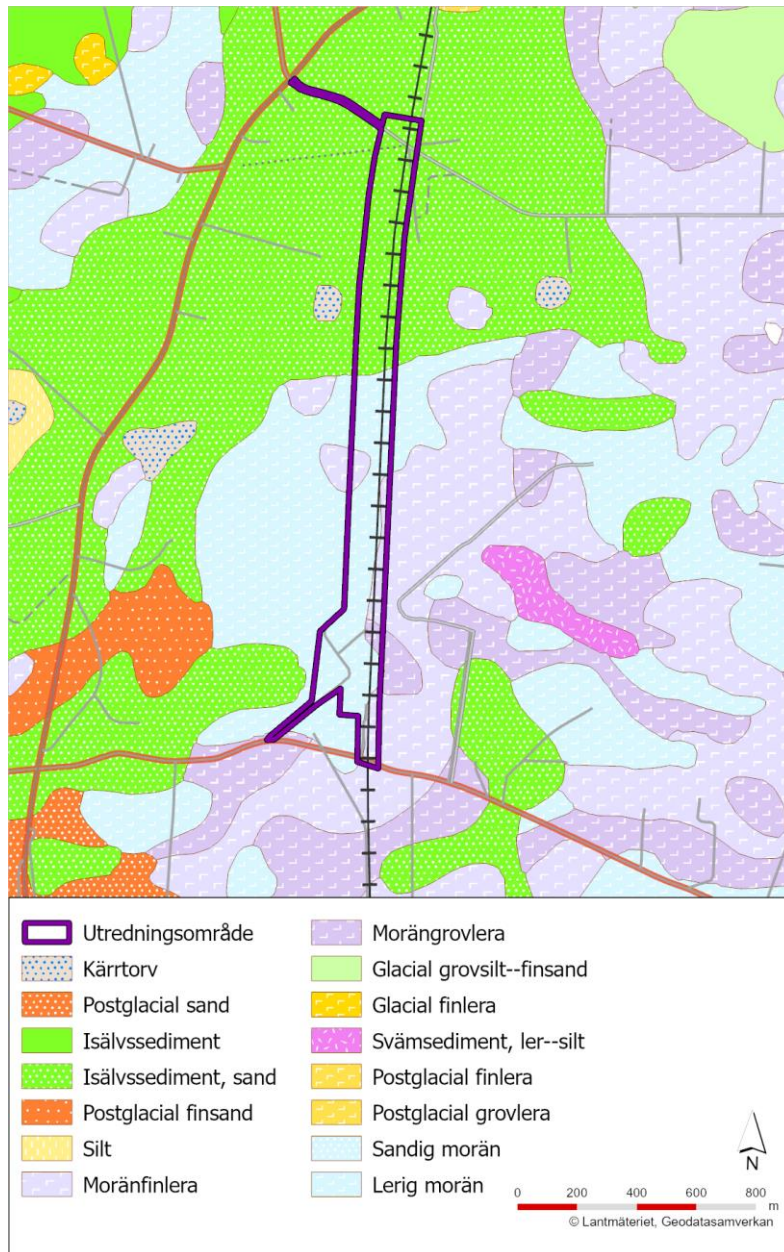 Utredningsområde
Kärrtorv
Postglacial sand
Isälvssediment
Isälvssediment, sand
Postglacial finsand
Silt
Moränfinlera
Morängrovlera
Glacial grovsilt--finsand
Glacial finlera
Svämsediment, ler--silt
Postglacial finlera
Postglacial grovlera
Sandig morän
Lerig morän
N
0 200 400 600 800
m
© Lantmäteriet, Geodatasamverkan